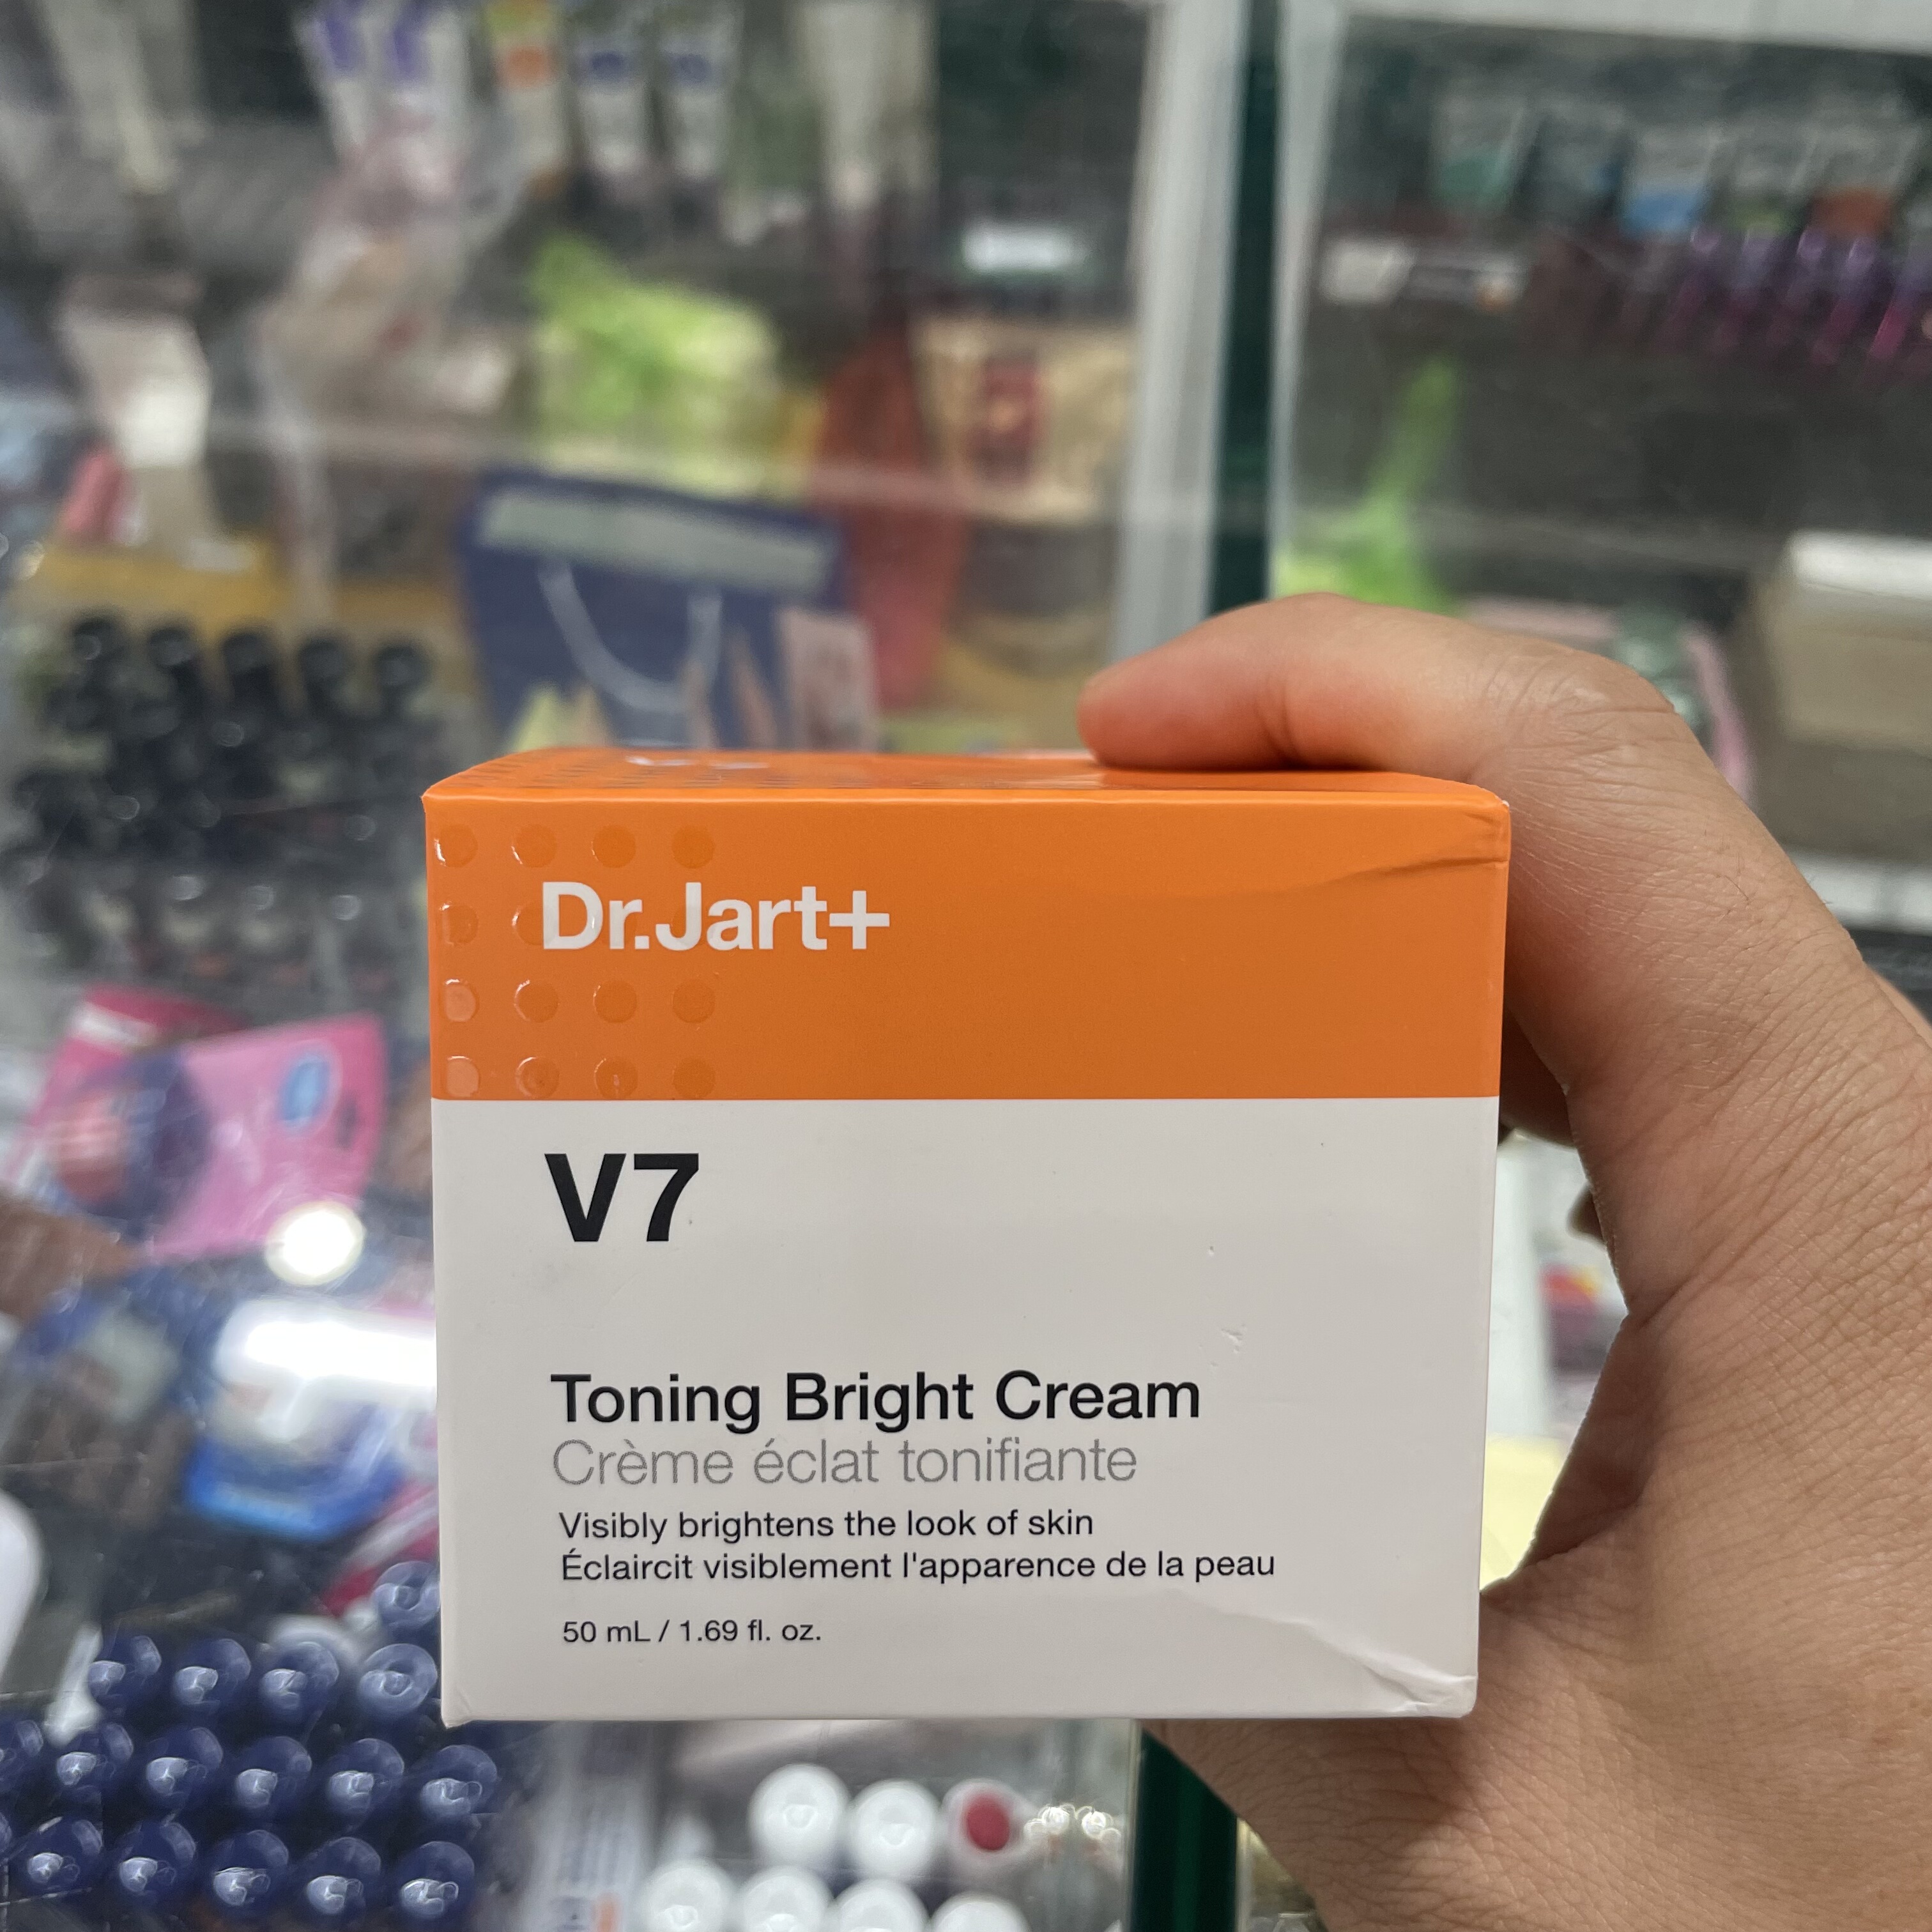 Dr.Jart+
V7
Toning Bright Cream
Crème éclat tonifiante
Visibly brightens the look of skin
Éclaircit visiblement l'apparence de la peau
50 mL / 1.69 fl. oz.